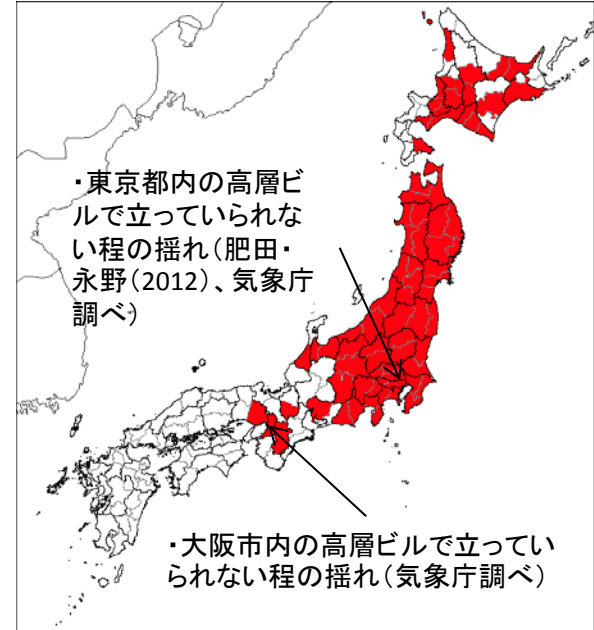 ・東京都内の高層ビ
ルで立っていられな
い程の揺れ（肥田・
永野（2012）、気象庁
調べ）
・大阪市内の高層ビルで立ってい
られない程の揺れ（気象庁調べ）